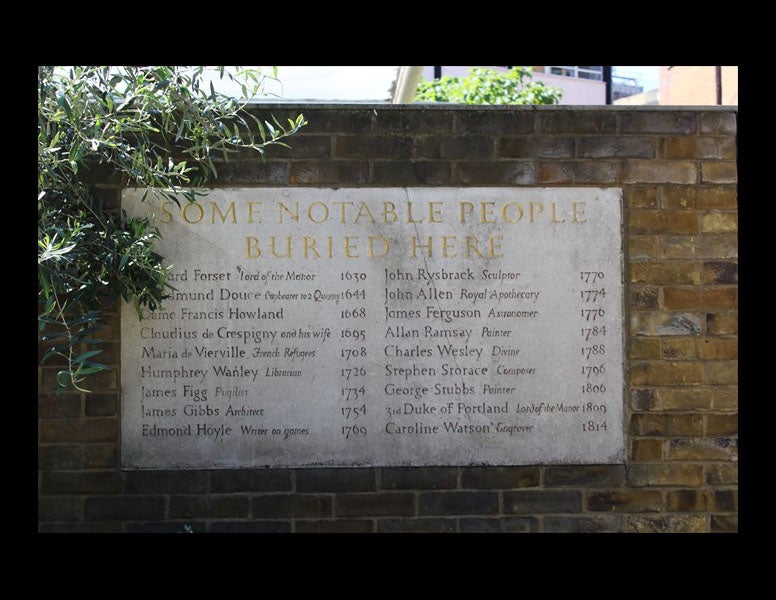 SOME NOTABLE PEOPLE
BURIED HERE
ard Forset Lord of the Manor 1630
dmund Douce Cupbearer to 2 Queens 1644
Dame Francis Howland 1668
Claudius de Crespigny and his wife 1695
Maria de Vierville French Refugees 1708
Humphrey Wanley Librarian 1726
James Figg Pugilist 1734
James Gibbs Architect 1754
Edmond Hoyle Writer on games 1769
John Rysbrack Sculptor 1770
John Allen Royal Apothecary 1774
James Ferguson Astronomer 1776
Allan Ramsay Painter 1784
Charles Wesley Divine 1788
Stephen Storace Composer 1796
George Stubbs Painter 1806
3rd Duke of Portland Lord of the Manor 1809
Caroline Watson Engraver 1814